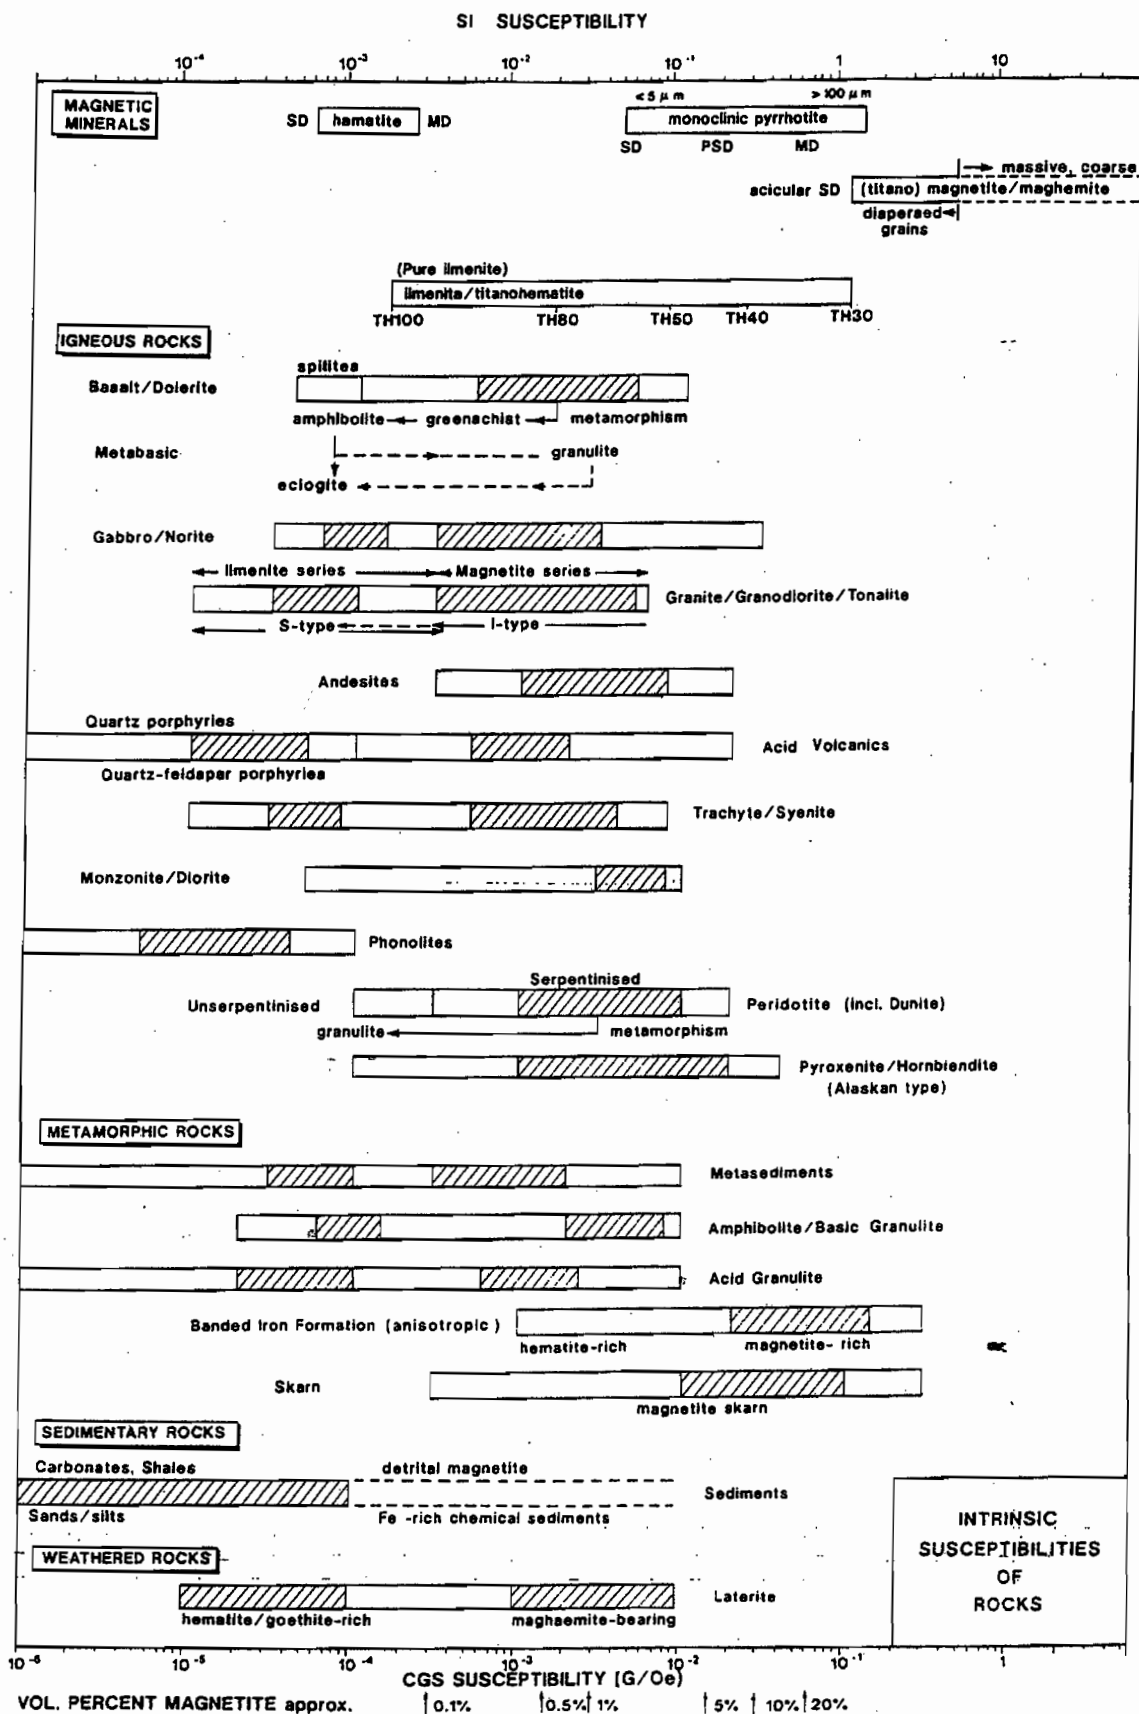 SI SUSCEPTIBILITY
10⁻⁴ 10⁻³ 10⁻² 10⁻¹ 1 10
MAGNETIC
MINERALS
<5 μm >100 μm
SD hematite MD monoclinic pyrrhotite
SD PSD MD
massive, coarse
acicular SD (titano) magnetite/maghemite
dispersed
grains
(Pure ilmenite)
ilmenite/titanohematite
TH100 TH80 TH50 TH40 TH30
IGNEOUS ROCKS
spilites
Basalt/Dolerite
amphibolite greenschist metamorphism
Metabasic granulite
eclogite
Gabbro/Norite
Ilmenite series Magnetite series
Granite/Granodiorite/Tonalite
S-type I-type
Andesites
Quartz porphyries
Acid Volcanics
Quartz-feldspar porphyries
Trachyte/Syenite
Monzonite/Diorite
Phonolites
Serpentinised
Unserpentinised Peridotite (incl. Dunite)
granulite metamorphism
Pyroxenite/Hornblendite
(Alaskan type)
METAMORPHIC ROCKS
Metasediments
Amphibolite/Basic Granulite
Acid Granulite
Banded Iron Formation (anisotropic)
hematite-rich magnetite-rich
Skarn
magnetite skarn
SEDIMENTARY ROCKS
Carbonates, Shales detrital magnetite
Sediments
Sands/silts Fe-rich chemical sediments
INTRINSIC
SUSCEPTIBILITIES
OF
ROCKS
WEATHERED ROCKS
Laterite
hematite/goethite-rich maghaemite-bearing
10⁻⁶ 10⁻⁵ 10⁻⁴ 10⁻³ 10⁻² 10⁻¹ 1
CGS SUSCEPTIBILITY [G/Oe)
VOL. PERCENT MAGNETITE approx. 0.1% 0.5% 1% 5% 10% 20%